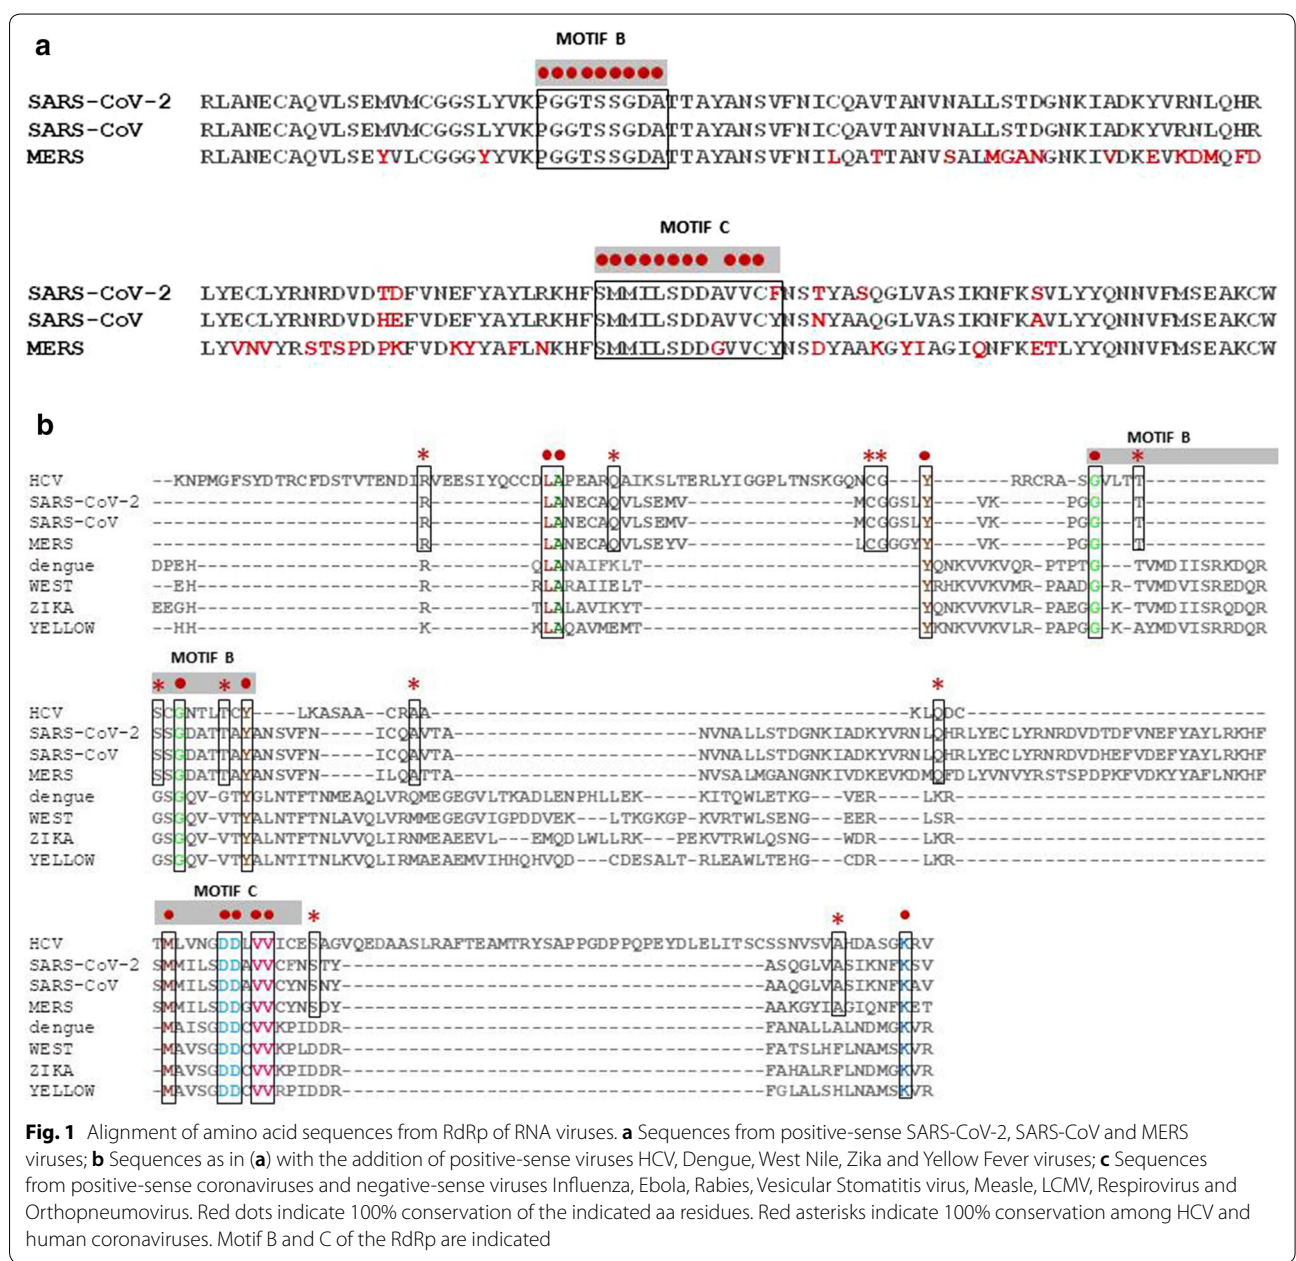 a
MOTIF B
SARS-CoV-2 RLANECAQVLSEMVMCGGSLYVKPGGTSSGDATTAYANSVFNICQAVTANVNALLSTDGNKIADKYVRNLQHR
SARS-CoV RLANECAQVLSEMVMCGGSLYVKPGGTSSGDATTAYANSVFNICQAVTANVNALLSTDGNKIADKYVRNLQHR
MERS RLANECAQVLSEYVLCGGGYYVKPGGTSSGDATTAYANSVFNILQATTANVSALMGANGNKIVDKEVKDMQFD
MOTIF C
SARS-CoV-2 LYECLYRNRDVDTDFVNEFYAYLRKHFSMMILSDDAVVCFNSTYASQGLVASIKNFKSVLYYQNNVFMSEAKCW
SARS-CoV LYECLYRNRDVDHEFVDEFYAYLRKHFSMMILSDDAVVCYNSNYAAQGLVASIKNFKAVLYYQNNVFMSEAKCW
MERS LYVNVYRSTSPDPKFVDKYYAFLNKHFSMMILSDDGVVCYNSDYAAKGYIAGIQNFKETLYYQNNVFMSEAKCW
b
* * ** MOTIF B *
HCV --KNPMGFSYDTRCFDSTVTENDIRVEESIYQCCDLAPEARQAIKSLTERLYIGGPLTNSKGQNCG---Y-------RRCRA-SGVLTT-----------
SARS-CoV-2 ------------------------R----------LANECAQVLSEMV---------------MCGGSLY----VK------PGG---T-----------
SARS-CoV ------------------------R----------LANECAQVLSEMV---------------MCGGSLY----VK------PGG---T-----------
MERS ------------------------R----------LANECAQVLSEYV---------------LCGGGYY----VK------PGG---T-----------
dengue DPEH--------------------R---------QLANAIFKLT-------------------------YQNKVVKVQR-PTPTG---TVMDIISRKDQR
WEST --EH--------------------R---------RLARAIIELT-------------------------YRHKVVKVMR-PAADG-R-TVMDVISREDQR
ZIKA EEGH--------------------R---------TLALAVIKYT-------------------------YQNKVVKVLR-PAEGG-K-TVMDIISRQDQR
YELLOW --HH--------------------K---------KLAQAVMEMT-------------------------YKNKVVKVLR-PAPGG-K-AYMDVISRRDQR
MOTIF B
* * * *
HCV SCGNTLTCY----LKASAA--CRAA-------------------------------------------KLQDC---------------------------
SARS-CoV-2 SSGDATTAYANSVFN-----ICQAVTA----------------------NVNALLSTDGNKIADKYVRNLQHRLYECLYRNRDVDTDFVNEFYAYLRKHF
SARS-CoV SSGDATTAYANSVFN-----ICQAVTA----------------------NVNALLSTDGNKIADKYVRNLQHRLYECLYRNRDVDHEFVDEFYAYLRKHF
MERS SSGDATTAYANSVFN-----ILQATTA----------------------NVSALMGANGNKIVDKEVKDMQFDLYVNVYRSTSPDPKFVDKYYAFLNKHF
dengue GSGQV-GTYGLNTFTNMEAQLVRQMEGEGVLTKADLENPHLLEK-----KITQWLETKG---VER----LKR----------------------------
WEST GSGQV-VTYALNTFTNLAVQLVRMMEGEGVIGPDDVEK---LTKGKGP-KVRTWLSENG---EER----LSR----------------------------
ZIKA GSGQV-VTYALNTFTNLVVQLIRNMEAEEVL---EMQDLWLLRK---PEKVTRWLQSNG---WDR----LKR----------------------------
YELLOW GSGQV-VTYALNTITNLKVQLIRMAEAEMVIHHQHVQD---CDESALT-RLEAWLTEHG---CDR----LKR----------------------------
MOTIF C
* *
HCV TMLVNGDDLVVICESAGVQEDAASLRAFTEAMTRYSAPPGDPPQPEYDLELITSCSSNVSVAHDASGKRV
SARS-CoV-2 SMMILSDDAVVCFNSTY--------------------------------------ASQGLVASIKNFKSV
SARS-CoV SMMILSDDAVVCYNSNY--------------------------------------AAQGLVASIKNFKAV
MERS SMMILSDDGVVCYNSDY--------------------------------------AAKGYIAGIQNFKET
dengue -MAISGDDCVVKPIDDR--------------------------------------FANALLALNDMGKVR
WEST -MAVSGDDCVVKPLDDR--------------------------------------FATSLHFLNAMSKVR
ZIKA -MAVSGDDCVVKPIDDR--------------------------------------FAHALRFLNDMGKVR
YELLOW -MAVSGDDCVVRPIDDR--------------------------------------FGLALSHLNAMSKVR
Fig. 1 Alignment of amino acid sequences from RdRp of RNA viruses. a Sequences from positive-sense SARS-CoV-2, SARS-CoV and MERS
viruses; b Sequences as in (a) with the addition of positive-sense viruses HCV, Dengue, West Nile, Zika and Yellow Fever viruses; c Sequences
from positive-sense coronaviruses and negative-sense viruses Influenza, Ebola, Rabies, Vesicular Stomatitis virus, Measle, LCMV, Respirovirus and
Orthopneumovirus. Red dots indicate 100% conservation of the indicated aa residues. Red asterisks indicate 100% conservation among HCV and
human coronaviruses. Motif B and C of the RdRp are indicated